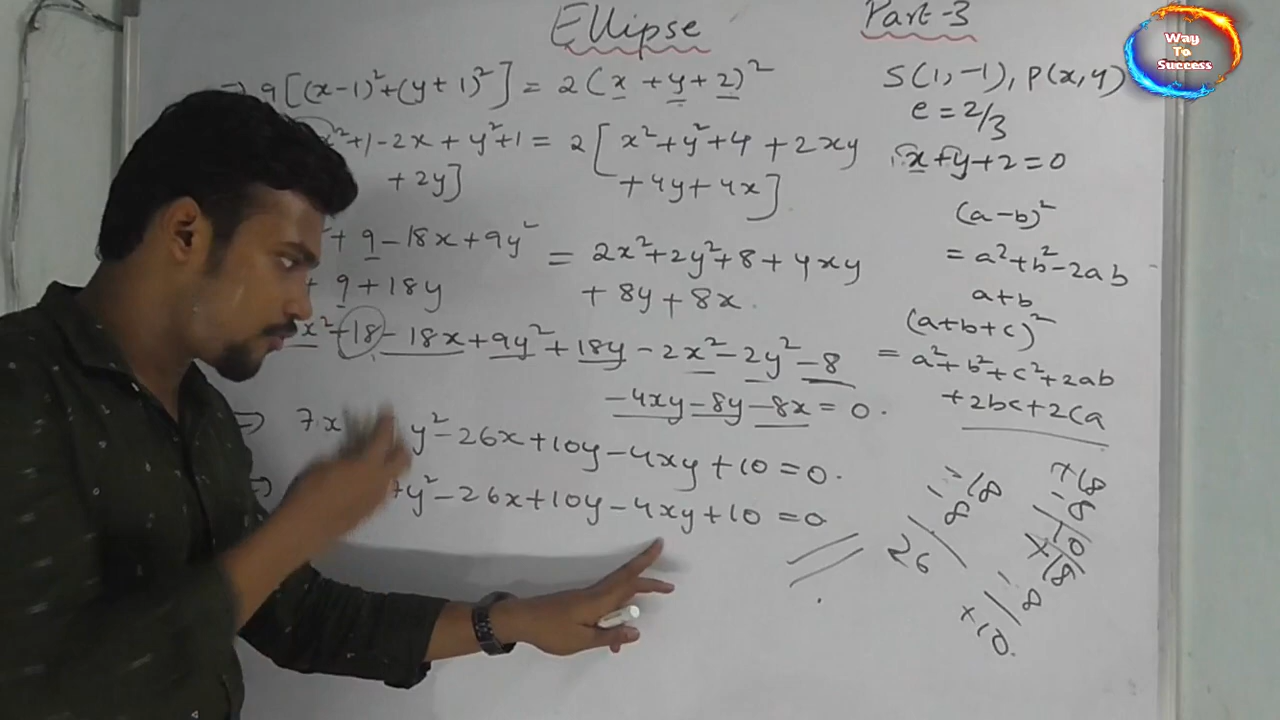 Ellipse
Part-3
Way
To
Success
⇒ 9[(x-1)²+(y+1)²] = 2(x+y+2)²
x²+1-2x+y²+1 = 2[x²+y²+4+2xy
+2y]
+4y+4x]
+9-18x+9y² = 2x²+2y²+8+4xy
+9+18y
+8y+8x.
x²+18-18x+9y²+18y-2x²-2y²-8
-4xy-8y-8x=0.
⇒ 7x y²-26x+10y-4xy+10=0.
⇒ 7y²-26x+10y-4xy+10=0
S(1,-1), P(x,y)
e=2/3
x+y+2=0
(a-b)²
=a²+b²-2ab
a+b
(a+b+c)²
=a²+b²+c²+2ab
+2bc+2ca
-18
-8
26
+18
-8
10
+18
-8
+10.